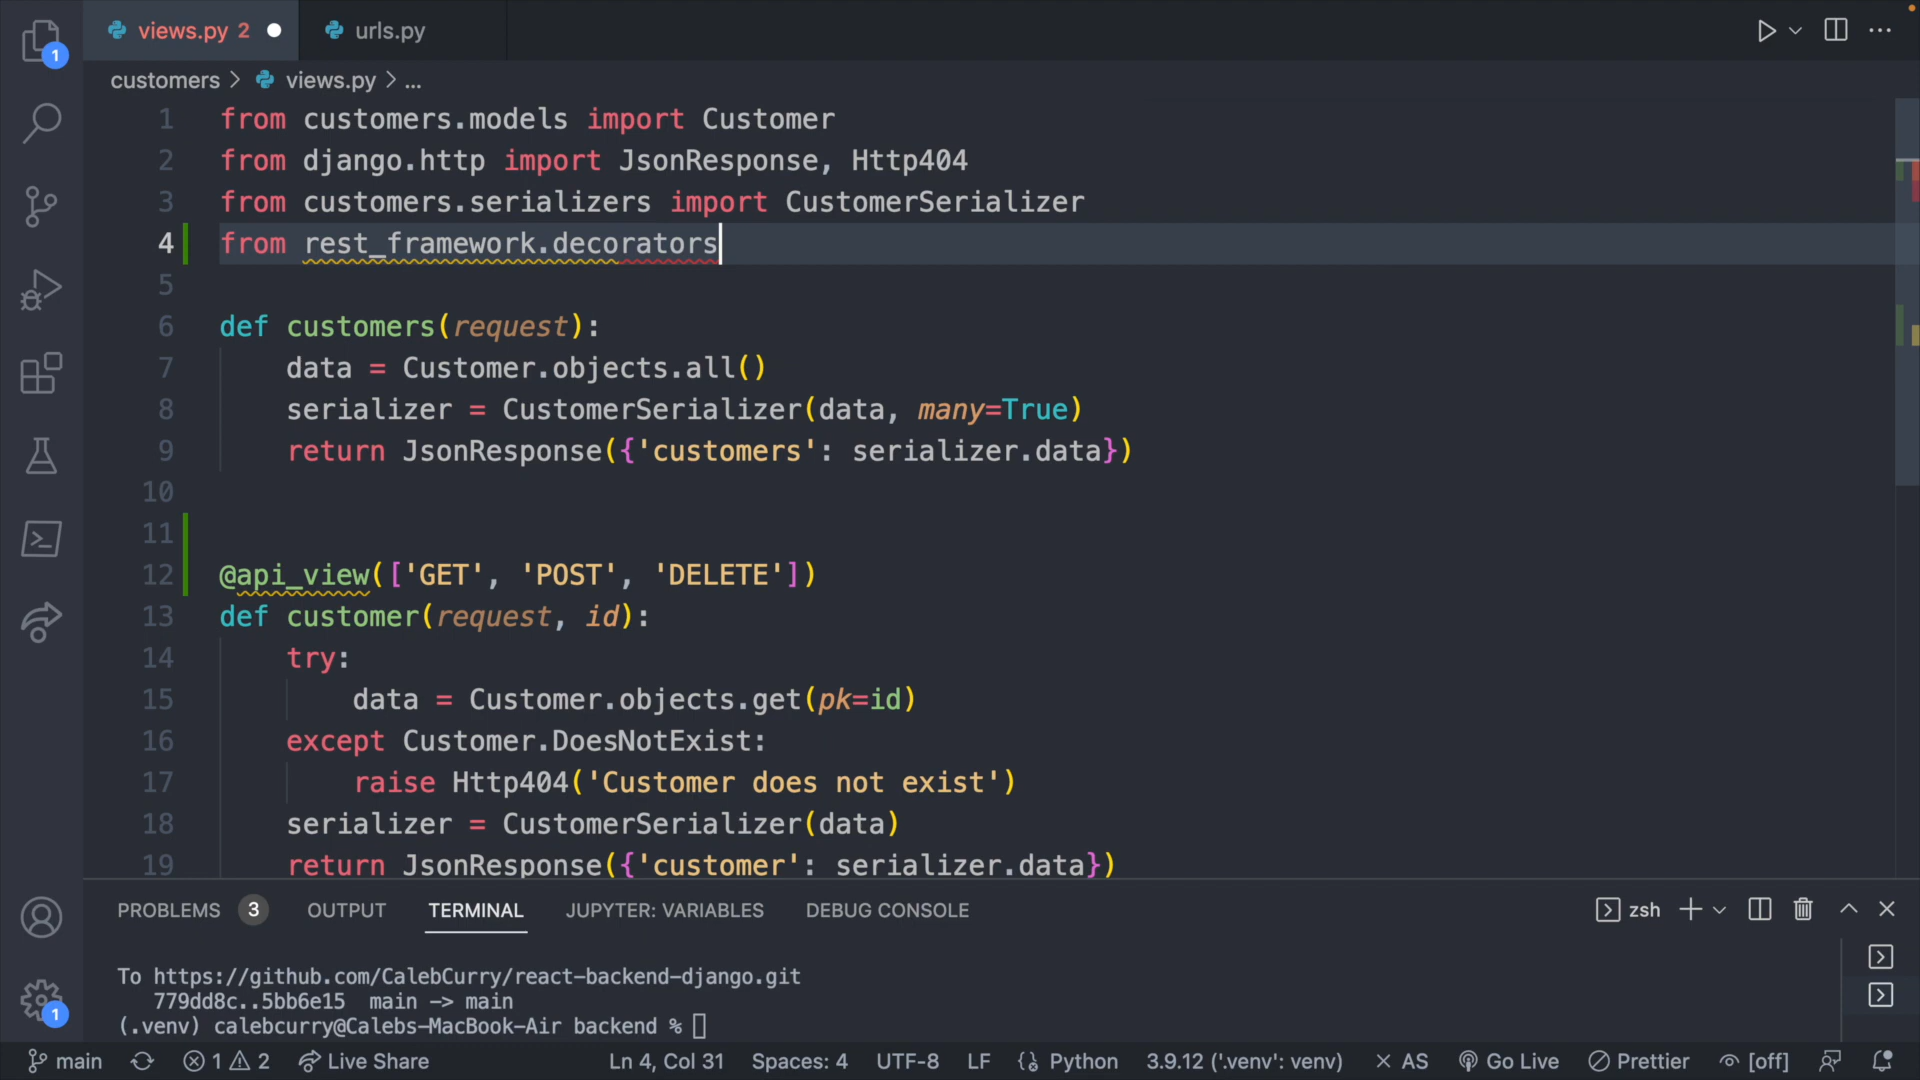 1
views.py 2
urls.py
customers > views.py > ...
1 from customers.models import Customer
2 from django.http import JsonResponse, Http404
3 from customers.serializers import CustomerSerializer
4 from rest_framework.decorators
5
6 def customers(request):
7 data = Customer.objects.all()
8 serializer = CustomerSerializer(data, many=True)
9 return JsonResponse({'customers': serializer.data})
10
11
12 @api_view(['GET', 'POST', 'DELETE'])
13 def customer(request, id):
14 try:
15 data = Customer.objects.get(pk=id)
16 except Customer.DoesNotExist:
17 raise Http404('Customer does not exist')
18 serializer = CustomerSerializer(data)
19 return JsonResponse({'customer': serializer.data})
PROBLEMS 3 OUTPUT TERMINAL JUPYTER: VARIABLES DEBUG CONSOLE zsh
To https://github.com/CalebCurry/react-backend-django.git
779dd8c..5bb6e15 main -> main
(.venv) calebcurry@Calebs-MacBook-Air backend %
1
main 1 2 Live Share Ln 4, Col 31 Spaces: 4 UTF-8 LF Python 3.9.12 ('.venv': venv) AS Go Live Prettier [off]